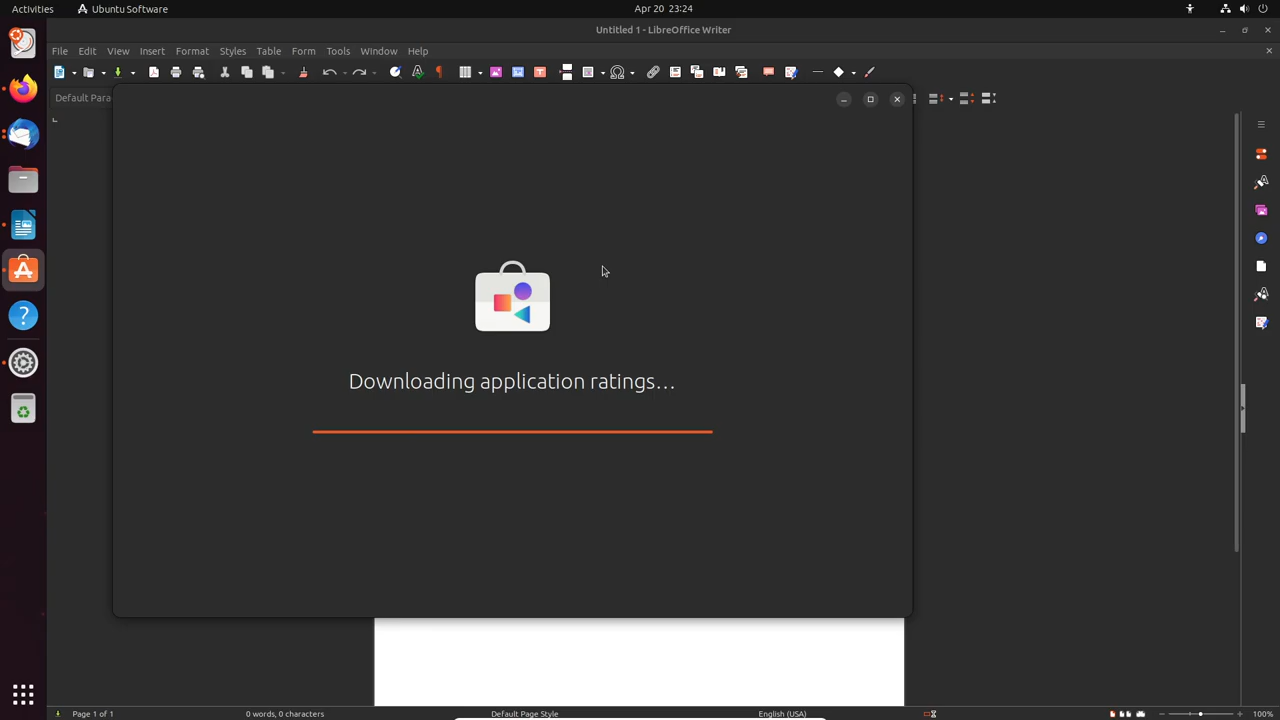 Activities Ubuntu Software Apr 20 23:24
Untitled 1 - LibreOffice Writer
File Edit View Insert Format Styles Table Form Tools Window Help
Default Para
Downloading application ratings…
Page 1 of 1 0 words, 0 characters Default Page Style English (USA) 100%